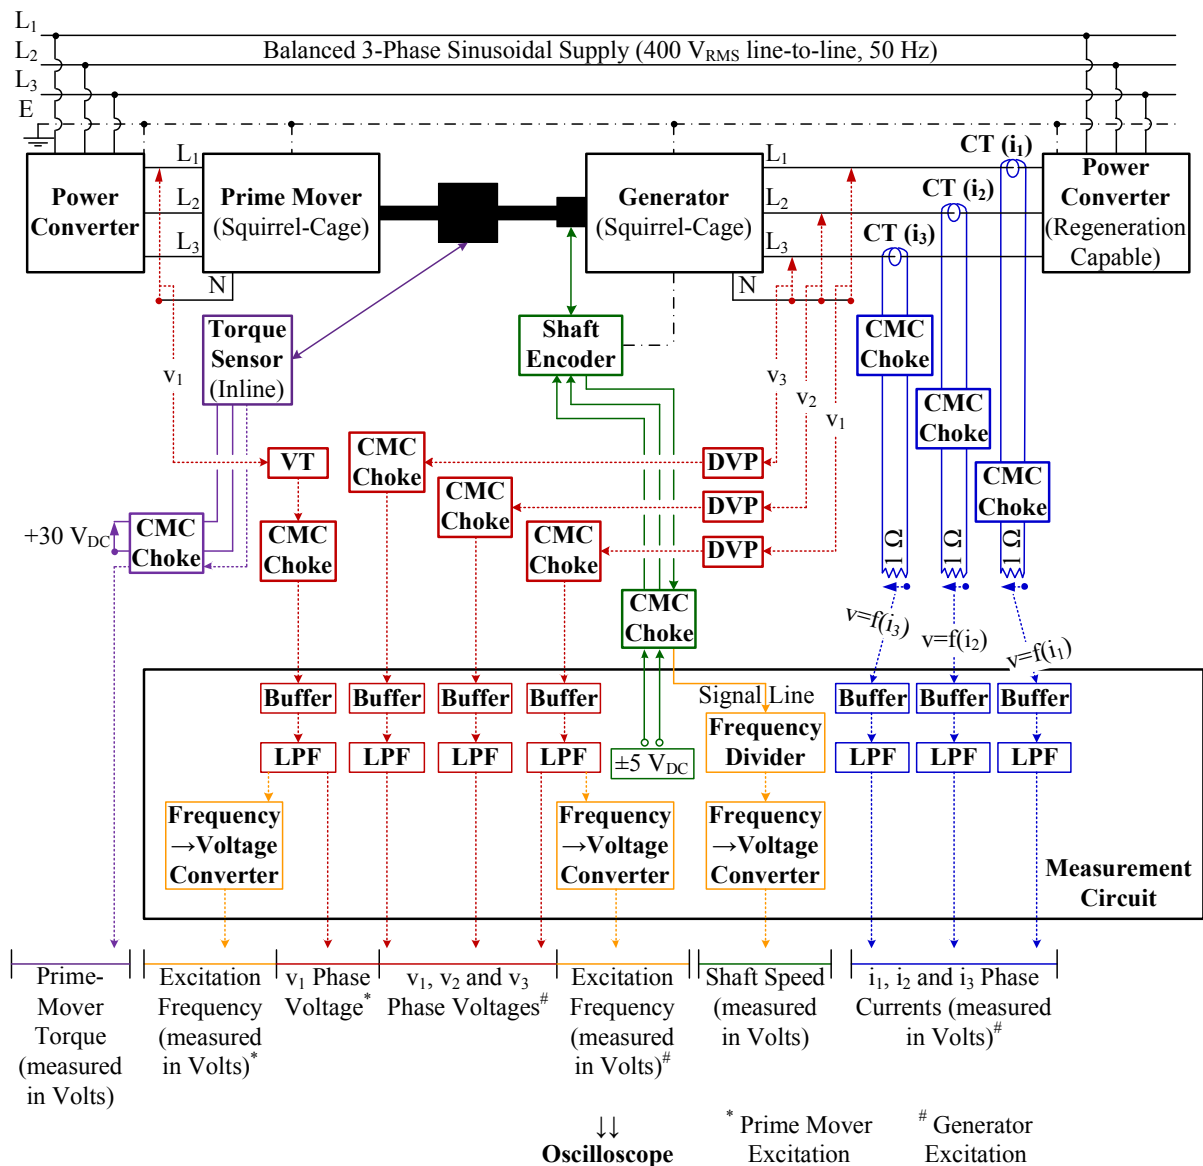 L₁
Balanced 3-Phase Sinusoidal Supply (400 V_RMS line-to-line, 50 Hz)
L₂
L₃
E
Power
Converter
L₁
L₂
L₃
N
Prime Mover
(Squirrel-Cage)
Generator
(Squirrel-Cage)
L₁
L₂
L₃
N
CT (i₁)
CT (i₂)
CT (i₃)
Power
Converter
(Regeneration
Capable)
Torque
Sensor
(Inline)
Shaft
Encoder
CMC
Choke
CMC
Choke
CMC
Choke
v₁
v₃
v₂
v₁
VT
CMC
Choke
CMC
Choke
CMC
Choke
CMC
Choke
DVP
DVP
DVP
+30 V_DC
CMC
Choke
CMC
Choke
1 Ω
1 Ω
1 Ω
v=f(i₃)
v=f(i₂)
v=f(i₁)
Buffer
Buffer
Buffer
Buffer
Signal Line
Buffer
Buffer
Buffer
LPF
LPF
LPF
LPF
±5 V_DC
Frequency
Divider
LPF
LPF
LPF
Frequency
→Voltage
Converter
Frequency
→Voltage
Converter
Frequency
→Voltage
Converter
Measurement
Circuit
Prime-
Mover
Torque
(measured
in Volts)
Excitation
Frequency
(measured
in Volts)*
v₁ Phase
Voltage*
v₁, v₂ and v₃
Phase Voltages#
Excitation
Frequency
(measured
in Volts)#
Shaft Speed
(measured
in Volts)
i₁, i₂ and i₃ Phase
Currents (measured
in Volts)#
↓↓
Oscilloscope
* Prime Mover
Excitation
# Generator
Excitation